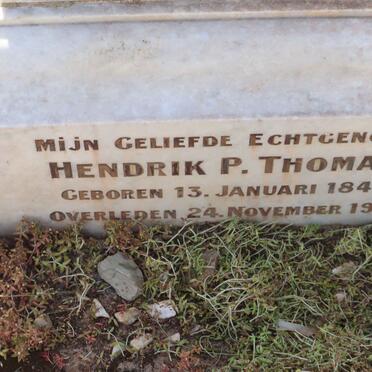 MIJN GELIEFDE ECHTGENO
HENDRIK P. THOMA
GEBOREN 13. JANUARI 184
OVERLEDEN 24. NOVEMBER 19